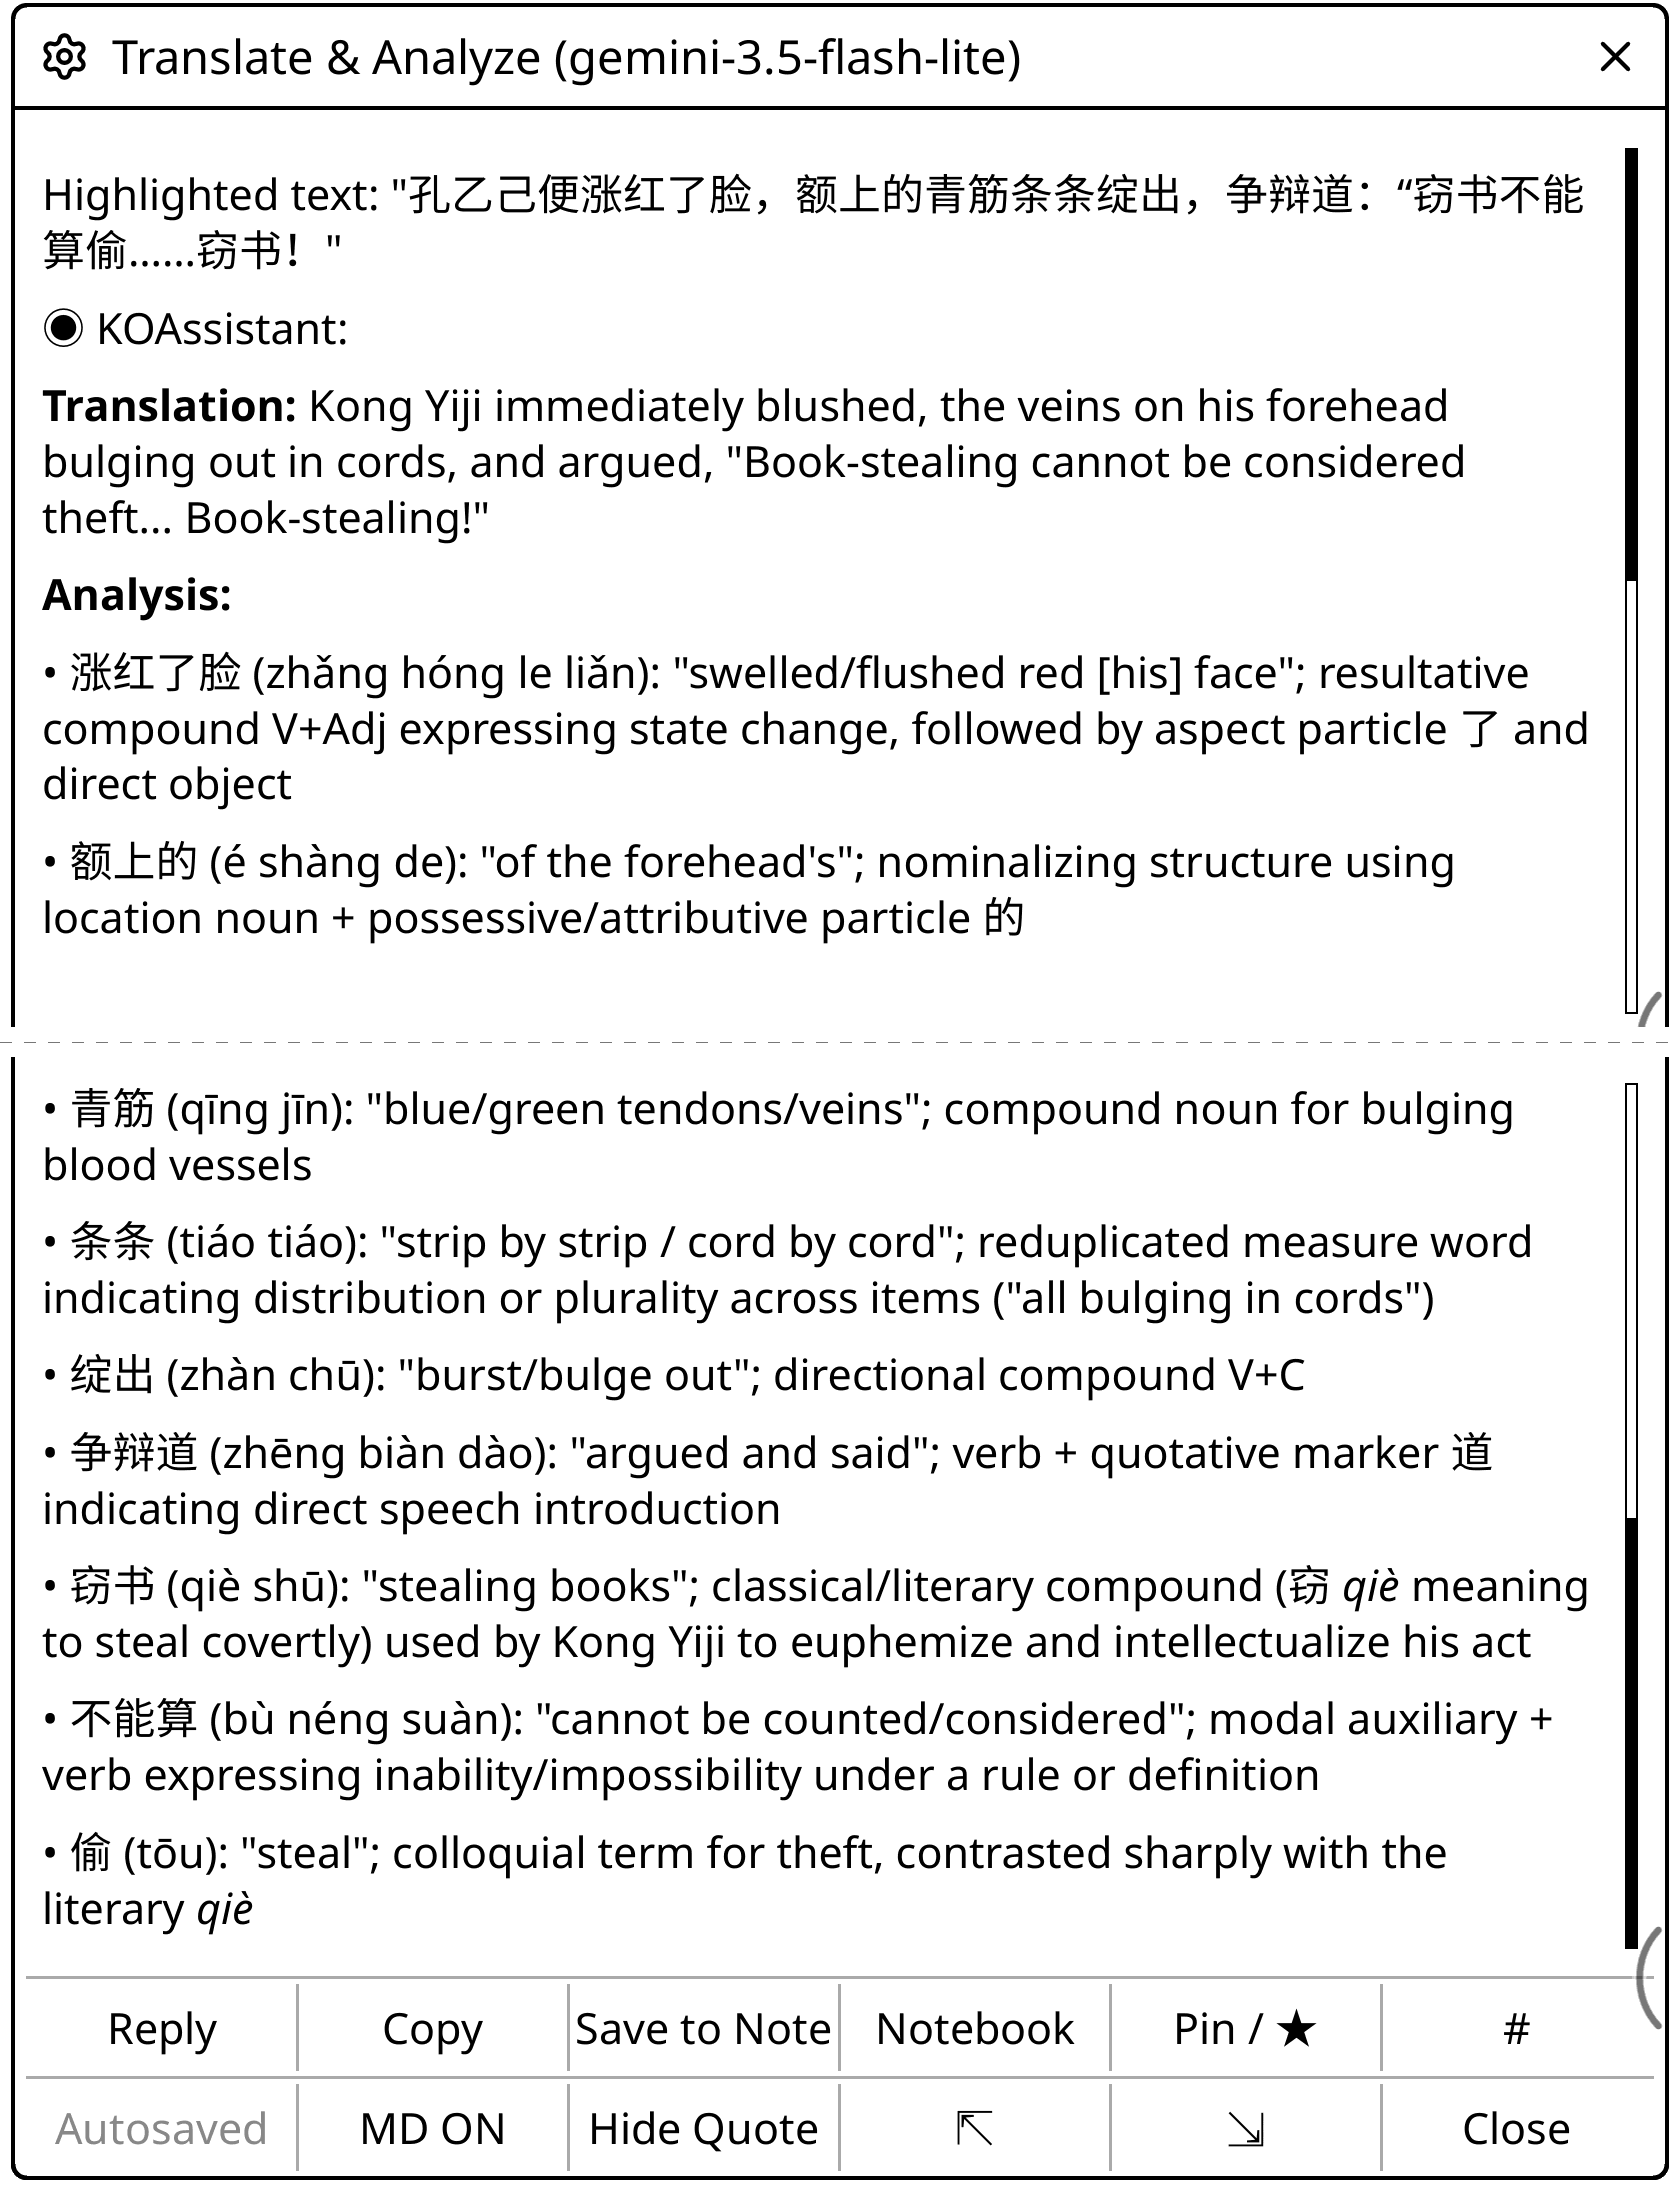 Translate & Analyze (gemini-3.5-flash-lite)
Highlighted text: "孔乙己便涨红了脸，额上的青筋条条绽出，争辩道：“窃书不能
算偷……窃书！"
KOAssistant:
Translation: Kong Yiji immediately blushed, the veins on his forehead
bulging out in cords, and argued, "Book-stealing cannot be considered
theft... Book-stealing!"
Analysis:
• 涨红了脸 (zhǎng hóng le liǎn): "swelled/flushed red [his] face"; resultative
compound V+Adj expressing state change, followed by aspect particle 了 and
direct object
• 额上的 (é shàng de): "of the forehead's"; nominalizing structure using
location noun + possessive/attributive particle 的
• 青筋 (qīng jīn): "blue/green tendons/veins"; compound noun for bulging
blood vessels
• 条条 (tiáo tiáo): "strip by strip / cord by cord"; reduplicated measure word
indicating distribution or plurality across items ("all bulging in cords")
• 绽出 (zhàn chū): "burst/bulge out"; directional compound V+C
• 争辩道 (zhēng biàn dào): "argued and said"; verb + quotative marker 道
indicating direct speech introduction
• 窃书 (qiè shū): "stealing books"; classical/literary compound (窃 qiè meaning
to steal covertly) used by Kong Yiji to euphemize and intellectualize his act
• 不能算 (bù néng suàn): "cannot be counted/considered"; modal auxiliary +
verb expressing inability/impossibility under a rule or definition
• 偷 (tōu): "steal"; colloquial term for theft, contrasted sharply with the
literary qiè
Reply Copy Save to Note Notebook Pin / ★ #
Autosaved MD ON Hide Quote ⇱ ⇲ Close